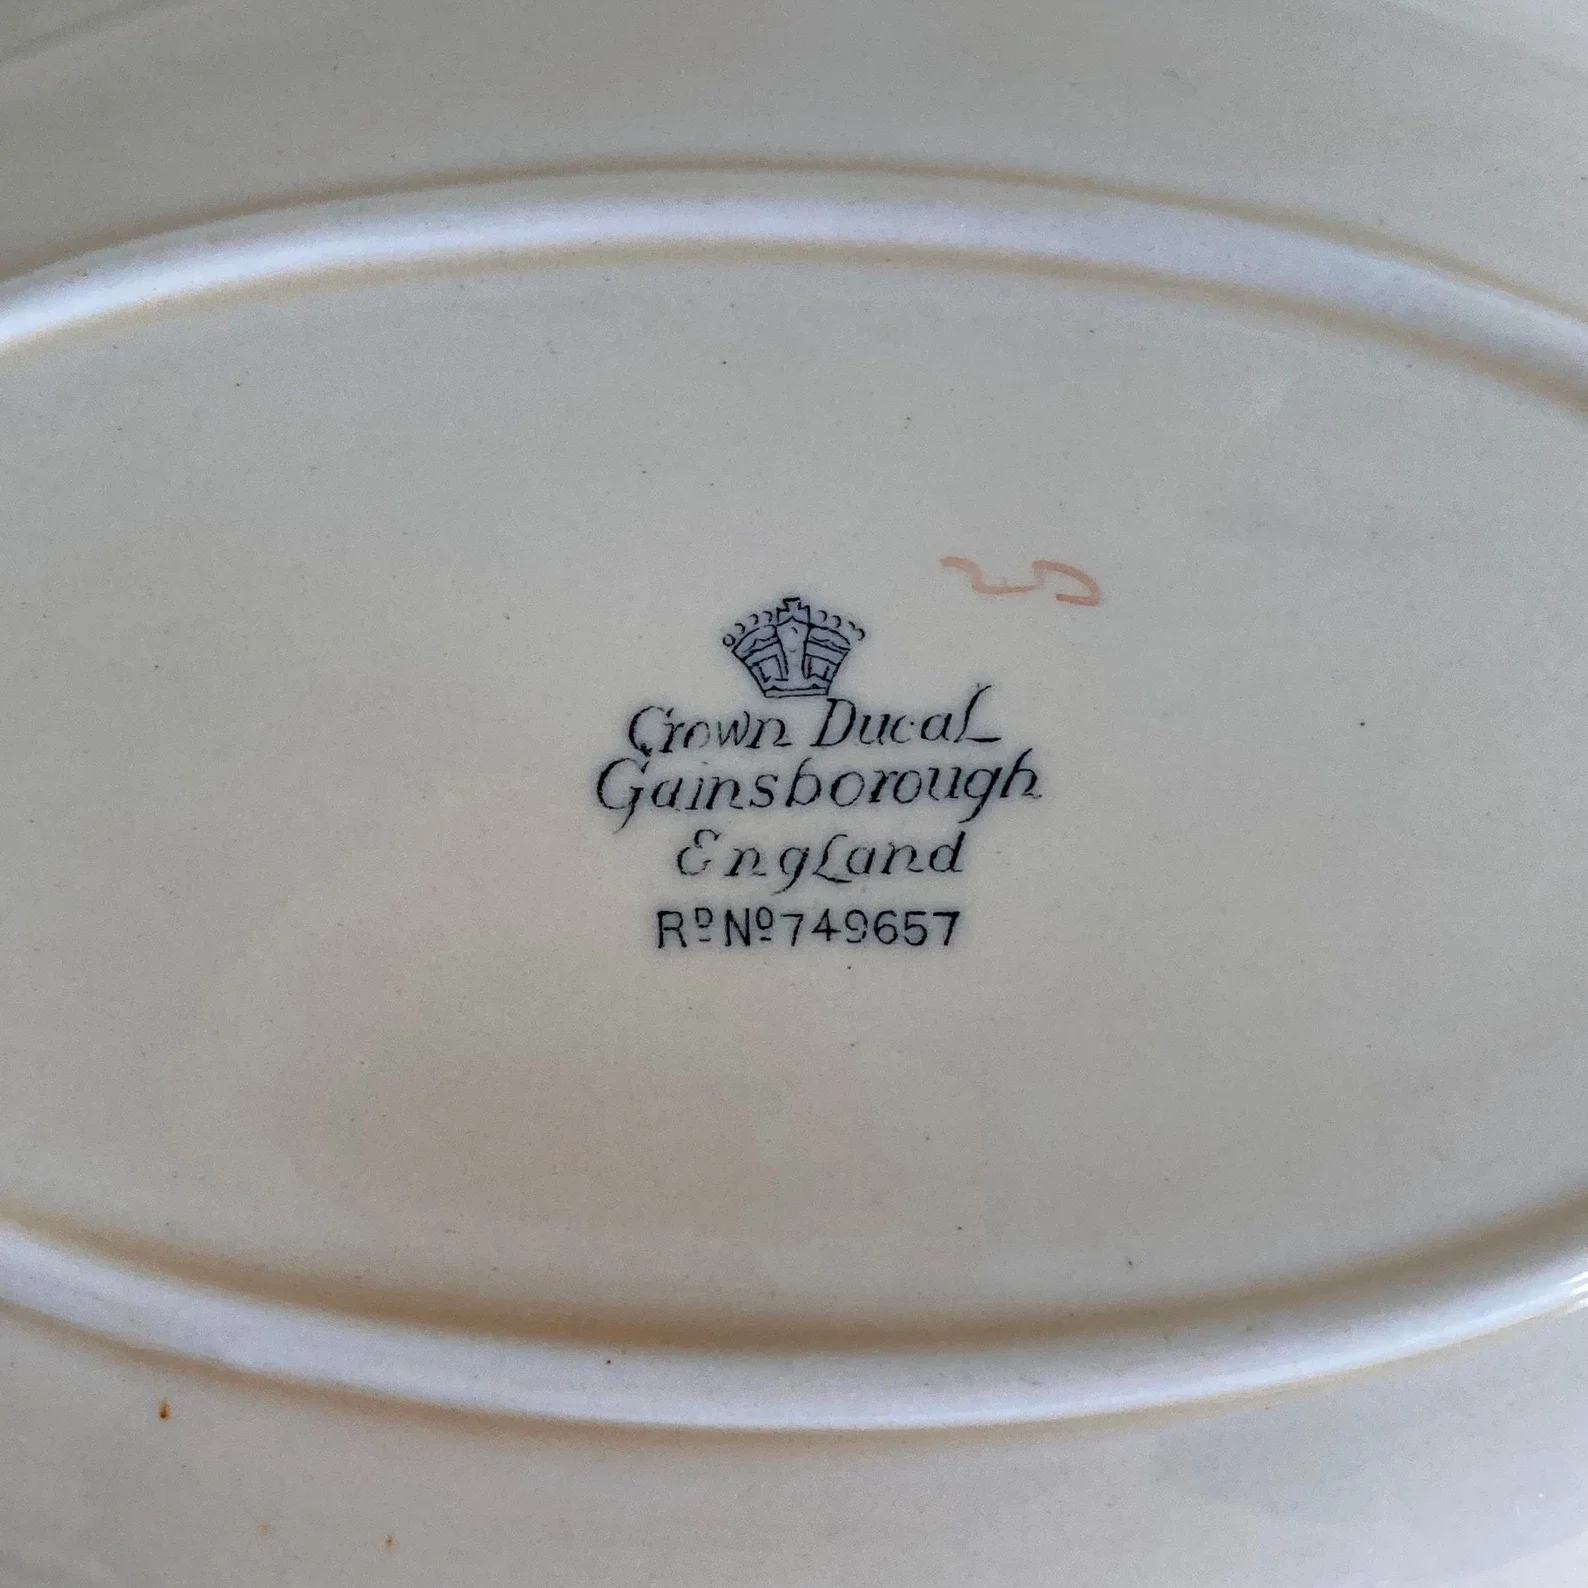 Crown Ducal
Gainsborough
England
Rᴰ Nº 749657